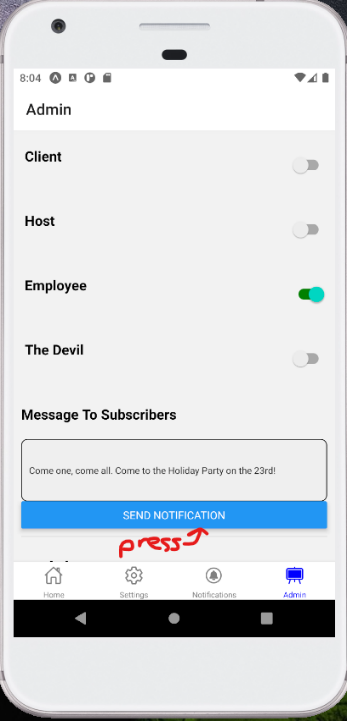 8:04
Admin
Client
Host
Employee
The Devil
Message To Subscribers
Come one, come all. Come to the Holiday Party on the 23rd!
SEND NOTIFICATION
press
Home Settings Notifications Admin